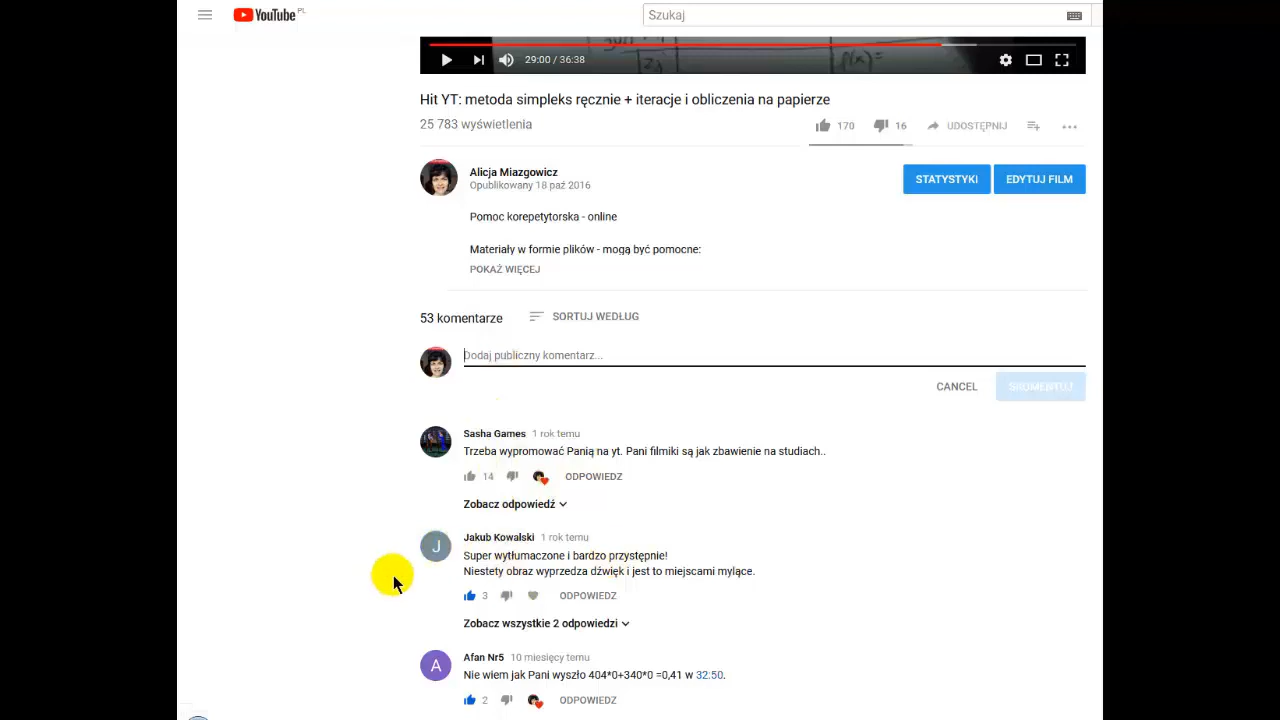 YouTube PL
Szukaj
f(x)=
29:00 / 36:38
Hit YT: metoda simpleks ręcznie + iteracje i obliczenia na papierze
25 783 wyświetlenia
170
16
UDOSTĘPNIJ
Alicja Miazgowicz
Opublikowany 18 paź 2016
STATYSTYKI
EDYTUJ FILM
Pomoc korepetytorska - online
Materiały w formie plików - mogą być pomocne:
POKAŻ WIĘCEJ
53 komentarze
SORTUJ WEDŁUG
Dodaj publiczny komentarz...
CANCEL
SKOMENTUJ
Sasha Games 1 rok temu
Trzeba wypromować Panią na yt. Pani filmiki są jak zbawienie na studiach..
14
ODPOWIEDZ
Zobacz odpowiedź
J
Jakub Kowalski 1 rok temu
Super wytłumaczone i bardzo przystępnie!
Niestety obraz wyprzedza dźwięk i jest to miejscami mylące.
3
ODPOWIEDZ
Zobacz wszystkie 2 odpowiedzi
A
Afan Nr5 10 miesięcy temu
Nie wiem jak Pani wyszło 404*0+340*0 =0,41 w 32:50.
2
ODPOWIEDZ